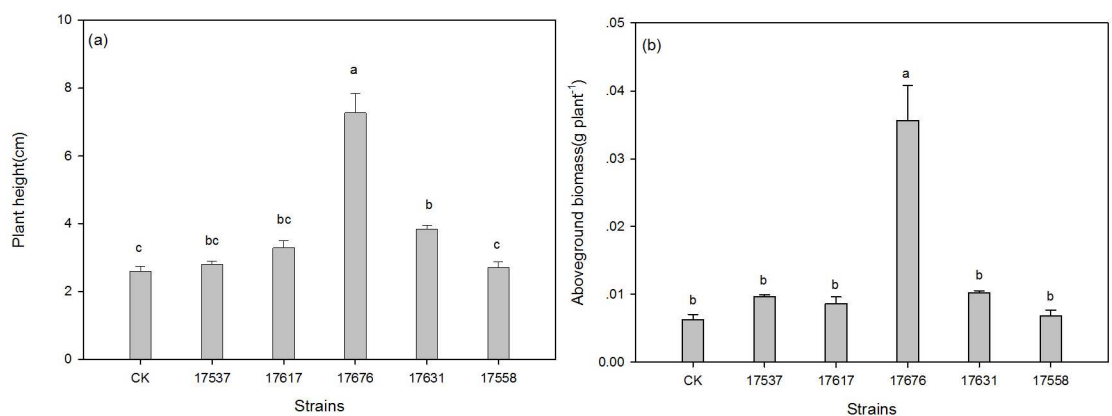 (a)
Plant height(cm)
10
8
6
4
2
0
c
bc
bc
a
b
c
CK 17537 17617 17676 17631 17558
Strains
(b)
Aboveground biomass(g plant-1)
.05
.04
.03
.02
.01
0.00
b
b
b
a
b
b
CK 17537 17617 17676 17631 17558
Strains